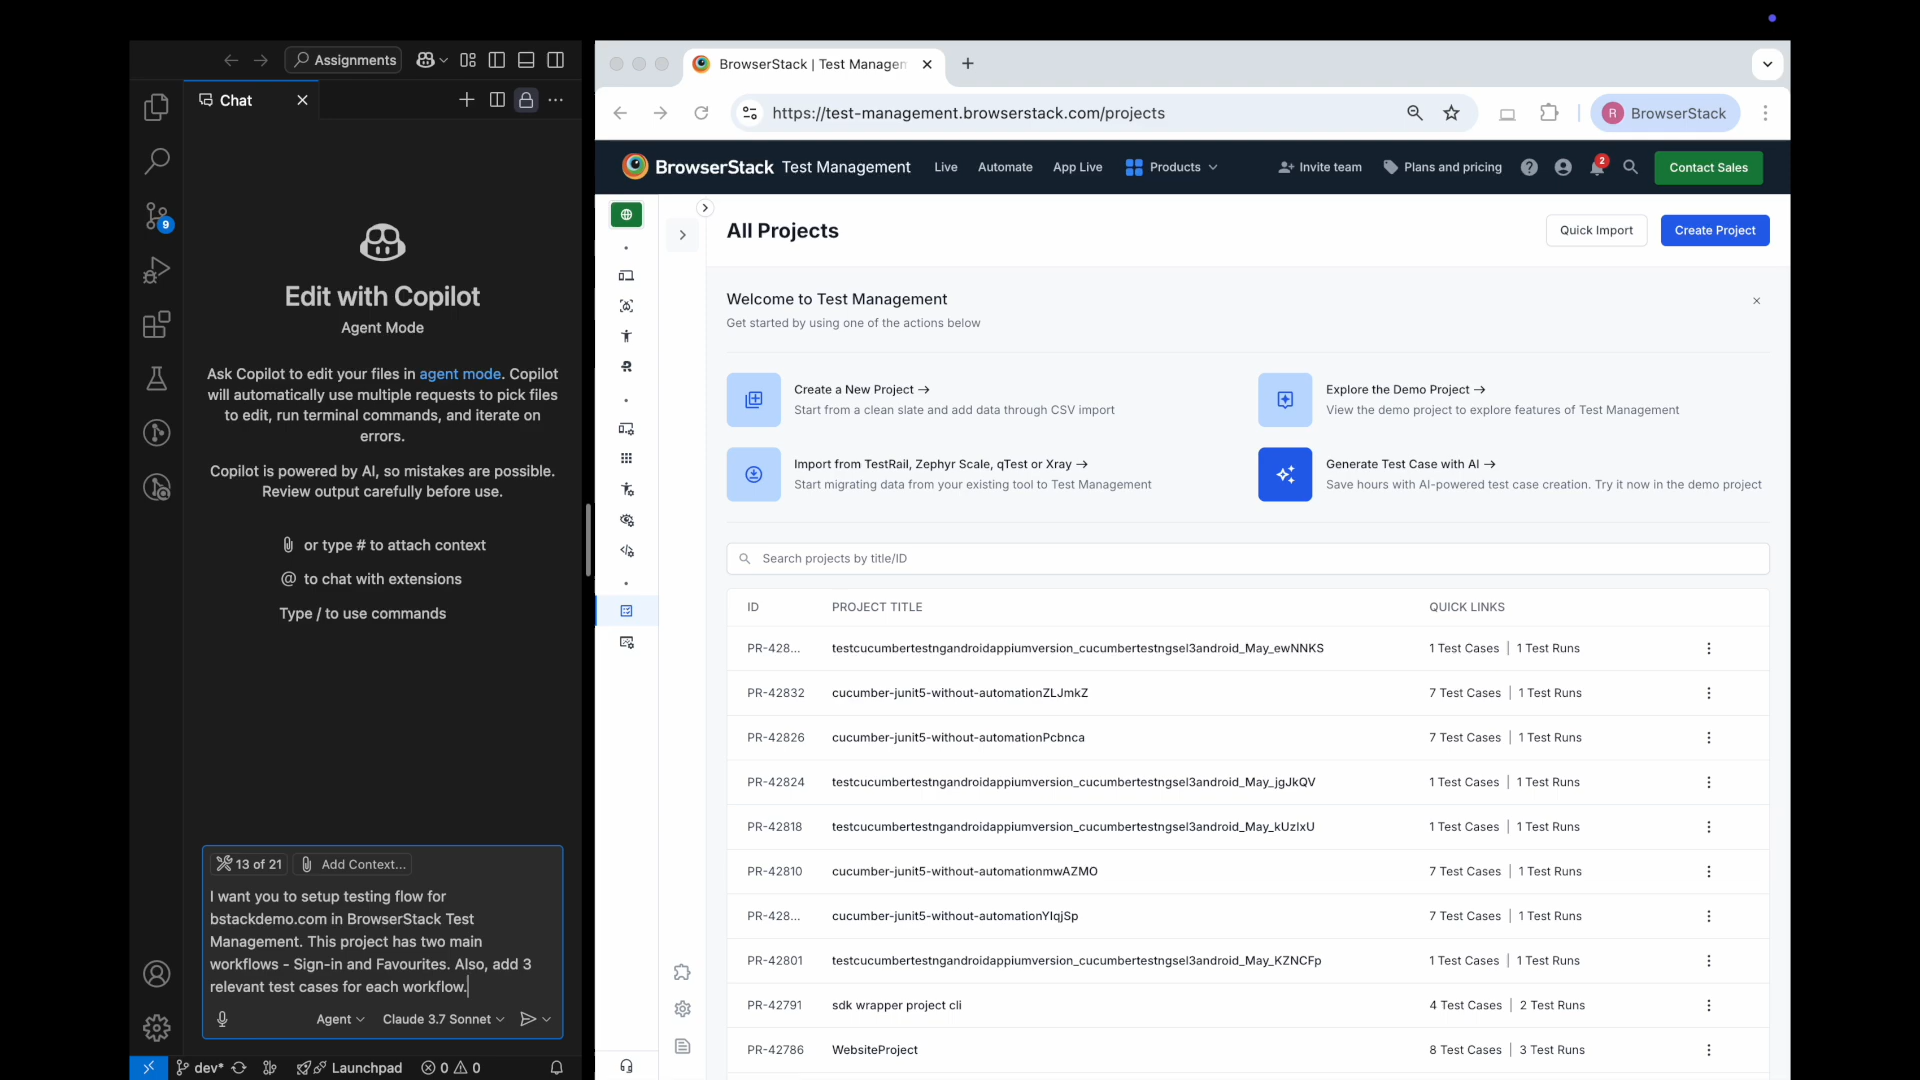 Assignments
Chat
9
Edit with Copilot
Agent Mode
Ask Copilot to edit your files in agent mode. Copilot
will automatically use multiple requests to pick files
to edit, run terminal commands, and iterate on
errors.
Copilot is powered by AI, so mistakes are possible.
Review output carefully before use.
or type # to attach context
@ to chat with extensions
Type / to use commands
13 of 21 Add Context...
I want you to setup testing flow for
bstackdemo.com in BrowserStack Test
Management. This project has two main
workflows - Sign-in and Favourites. Also, add 3
relevant test cases for each workflow.
Agent Claude 3.7 Sonnet
dev* Launchpad 0 0
BrowserStack | Test Managem
https://test-management.browserstack.com/projects
R BrowserStack
BrowserStack Test Management Live Automate App Live Products Invite team Plans and pricing 2 Contact Sales
All Projects
Quick Import Create Project
Welcome to Test Management
Get started by using one of the actions below
Create a New Project →
Start from a clean slate and add data through CSV import
Explore the Demo Project →
View the demo project to explore features of Test Management
Import from TestRail, Zephyr Scale, qTest or Xray →
Start migrating data from your existing tool to Test Management
Generate Test Case with AI →
Save hours with AI-powered test case creation. Try it now in the demo project
Search projects by title/ID
ID PROJECT TITLE QUICK LINKS
PR-428... testcucumbertestngandroidappiumversion_cucumbertestngsel3android_May_ewNNKS 1 Test Cases | 1 Test Runs
PR-42832 cucumber-junit5-without-automationZLJmkZ 7 Test Cases | 1 Test Runs
PR-42826 cucumber-junit5-without-automationPcbnca 7 Test Cases | 1 Test Runs
PR-42824 testcucumbertestngandroidappiumversion_cucumbertestngsel3android_May_jgJkQV 1 Test Cases | 1 Test Runs
PR-42818 testcucumbertestngandroidappiumversion_cucumbertestngsel3android_May_kUzIxU 1 Test Cases | 1 Test Runs
PR-42810 cucumber-junit5-without-automationmwAZMO 7 Test Cases | 1 Test Runs
PR-428... cucumber-junit5-without-automationYIqjSp 7 Test Cases | 1 Test Runs
PR-42801 testcucumbertestngandroidappiumversion_cucumbertestngsel3android_May_KZNCFp 1 Test Cases | 1 Test Runs
PR-42791 sdk wrapper project cli 4 Test Cases | 2 Test Runs
PR-42786 WebsiteProject 8 Test Cases | 3 Test Runs